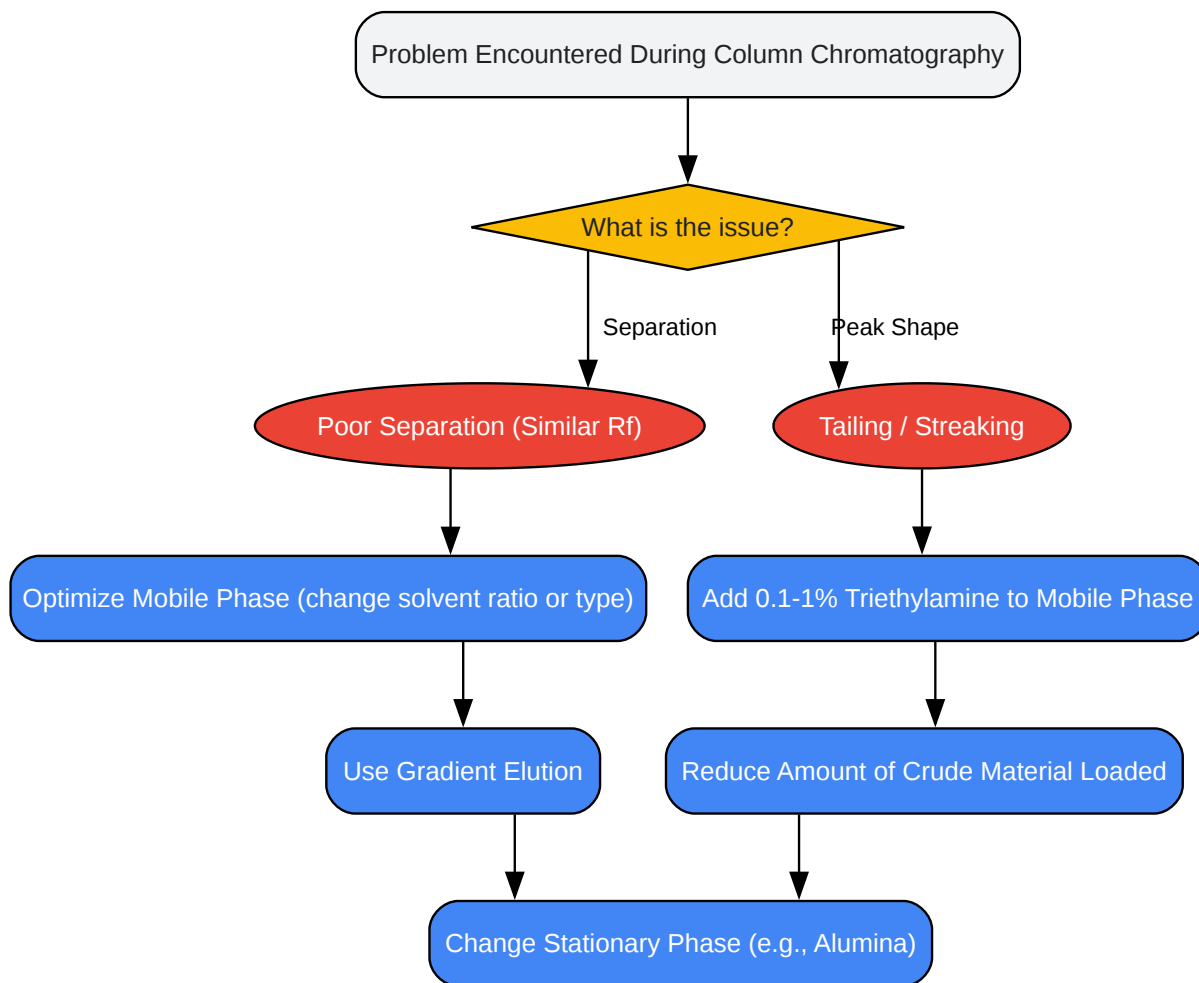 Problem Encountered During Column Chromatography
What is the issue?
Separation
Peak Shape
Poor Separation (Similar Rf)
Tailing / Streaking
Optimize Mobile Phase (change solvent ratio or type)
Add 0.1-1% Triethylamine to Mobile Phase
Use Gradient Elution
Reduce Amount of Crude Material Loaded
Change Stationary Phase (e.g., Alumina)